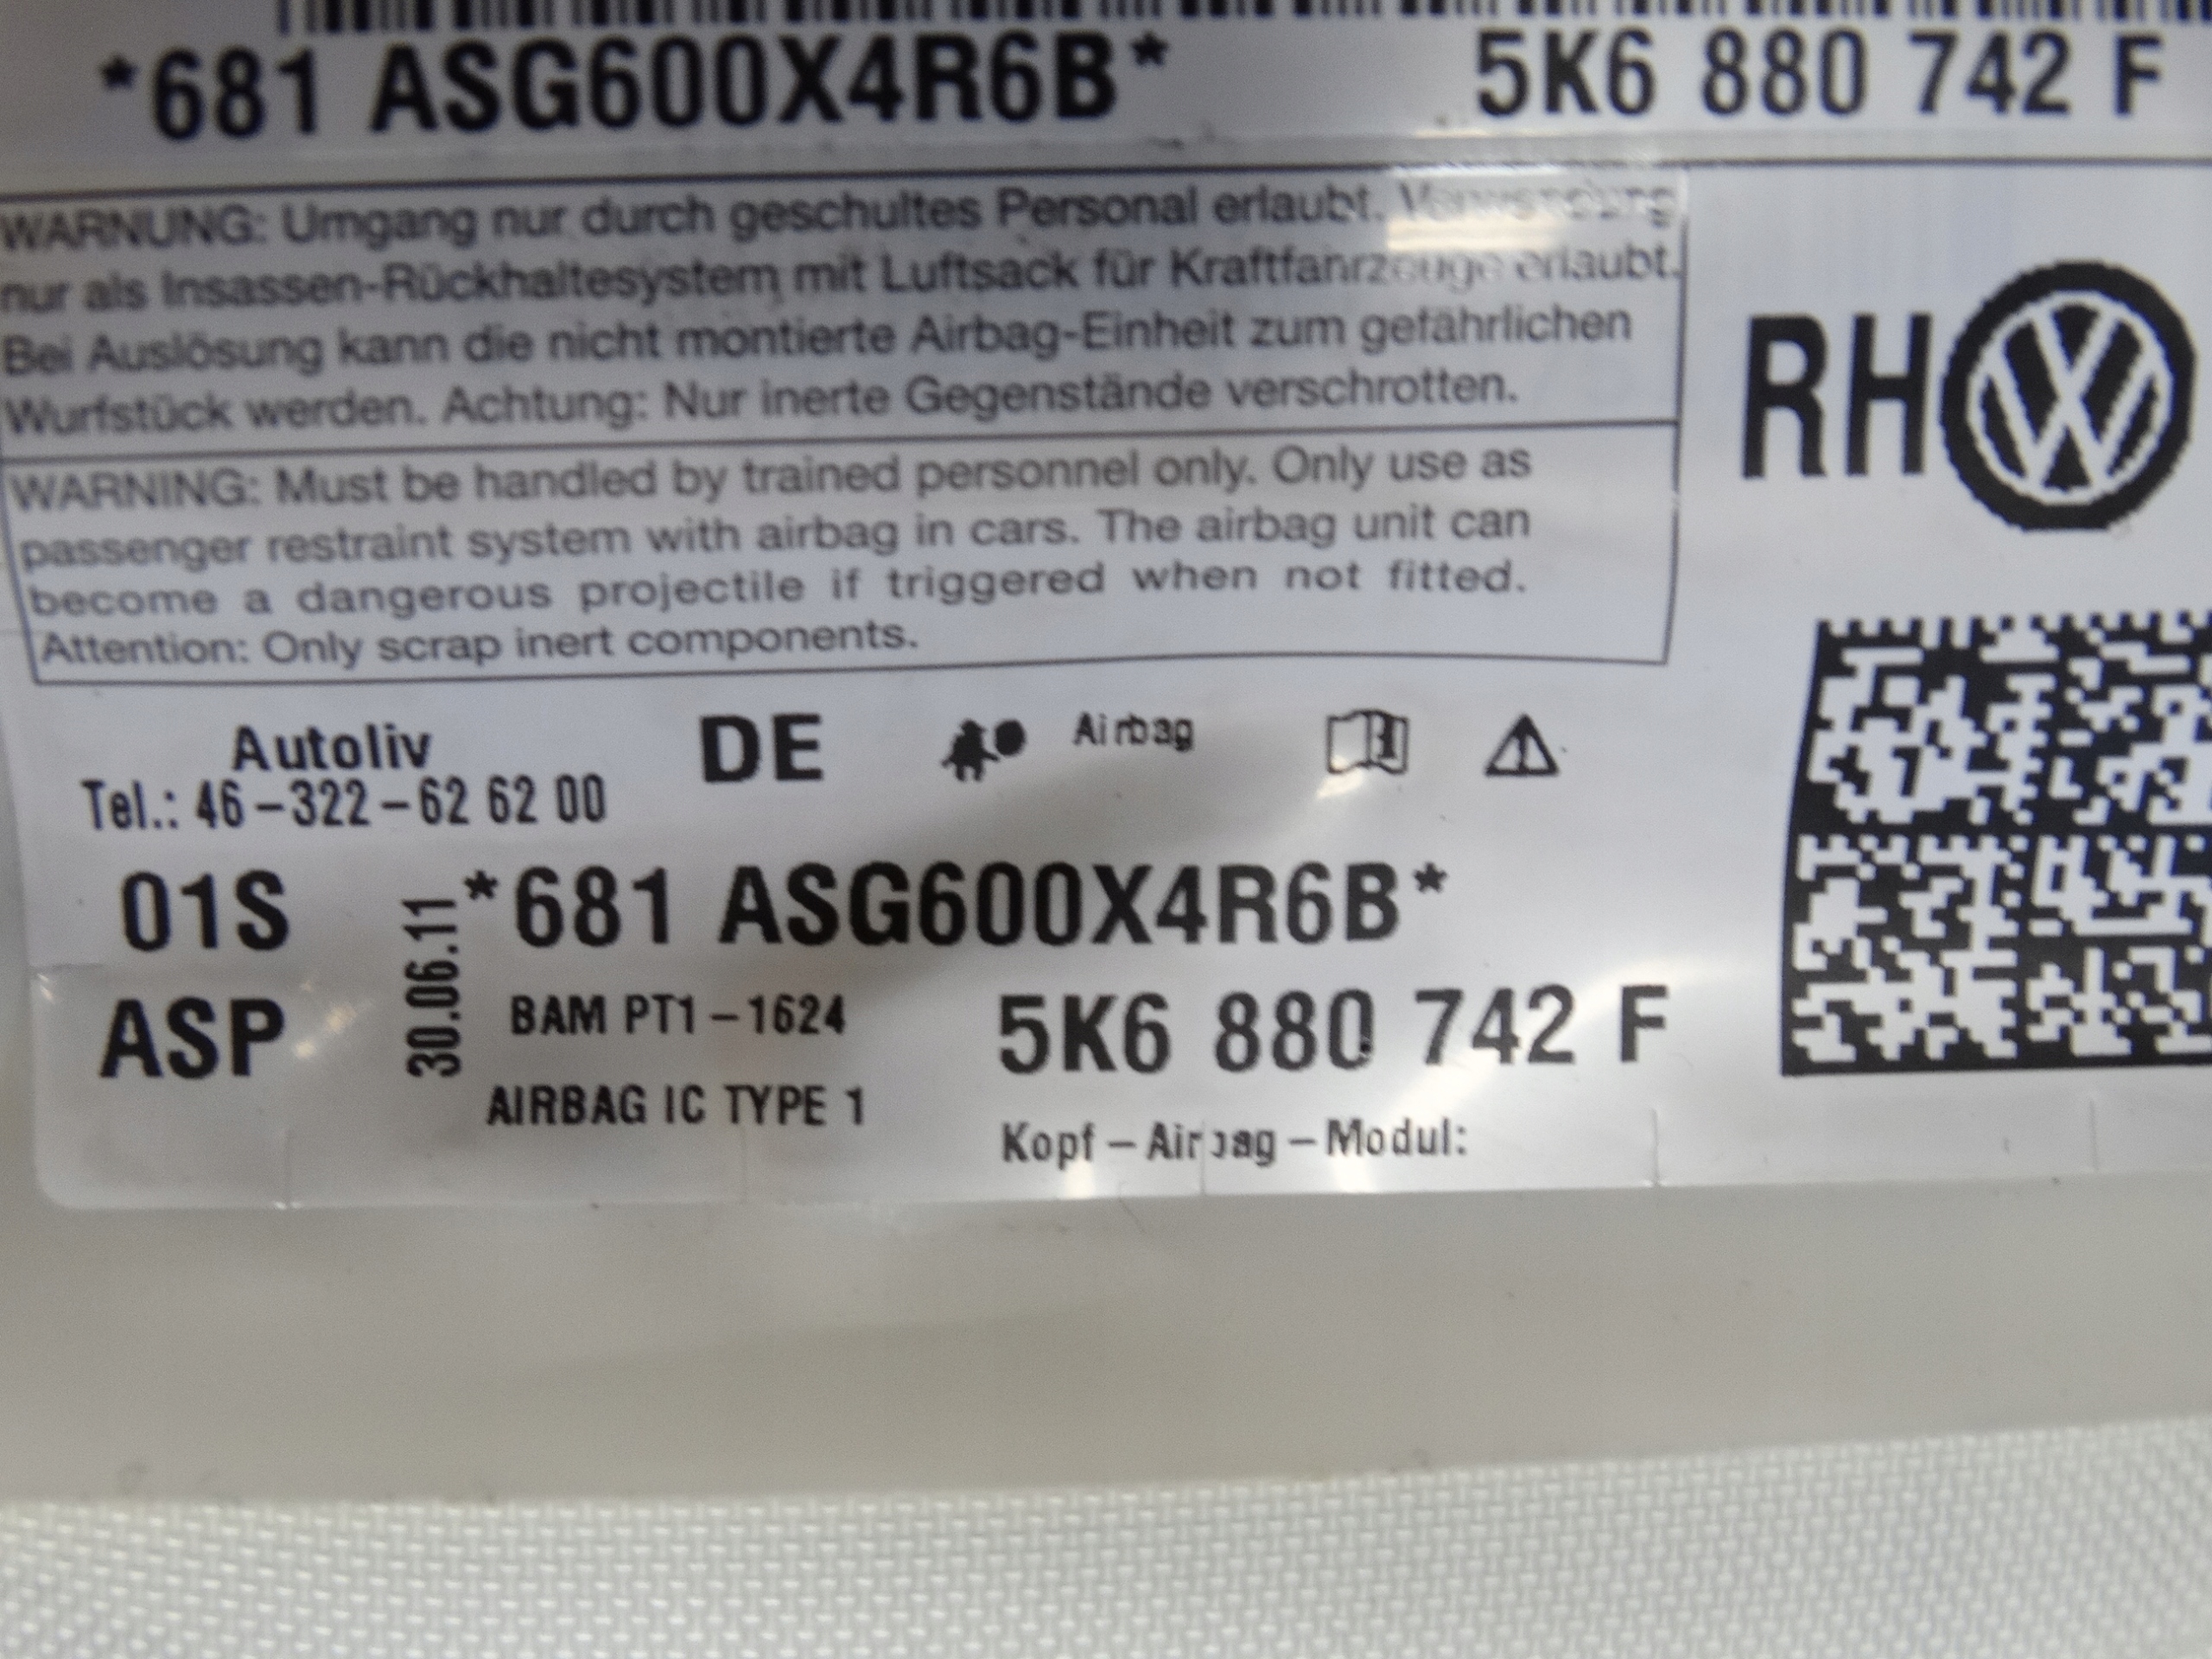 *681 ASG600X4R6B* 5K6 880 742 F
WARNUNG: Umgang nur durch geschultes Personal erlaubt. Verwendung
nur als Insassen-Rückhaltesystem mit Luftsack für Kraftfahrzeuge erlaubt.
Bei Auslösung kann die nicht montierte Airbag-Einheit zum gefährlichen
Wurfstück werden. Achtung: Nur inerte Gegenstände verschrotten.
RH
WARNING: Must be handled by trained personnel only. Only use as
passenger restraint system with airbag in cars. The airbag unit can
become a dangerous projectile if triggered when not fitted.
Attention: Only scrap inert components.
Autoliv DE Airbag
Tel.: 46-322-62 62 00
01S *681 ASG600X4R6B*
30.06.11
ASP BAM PT1-1624 5K6 880 742 F
AIRBAG IC TYPE 1
Kopf-Airbag-Modul: